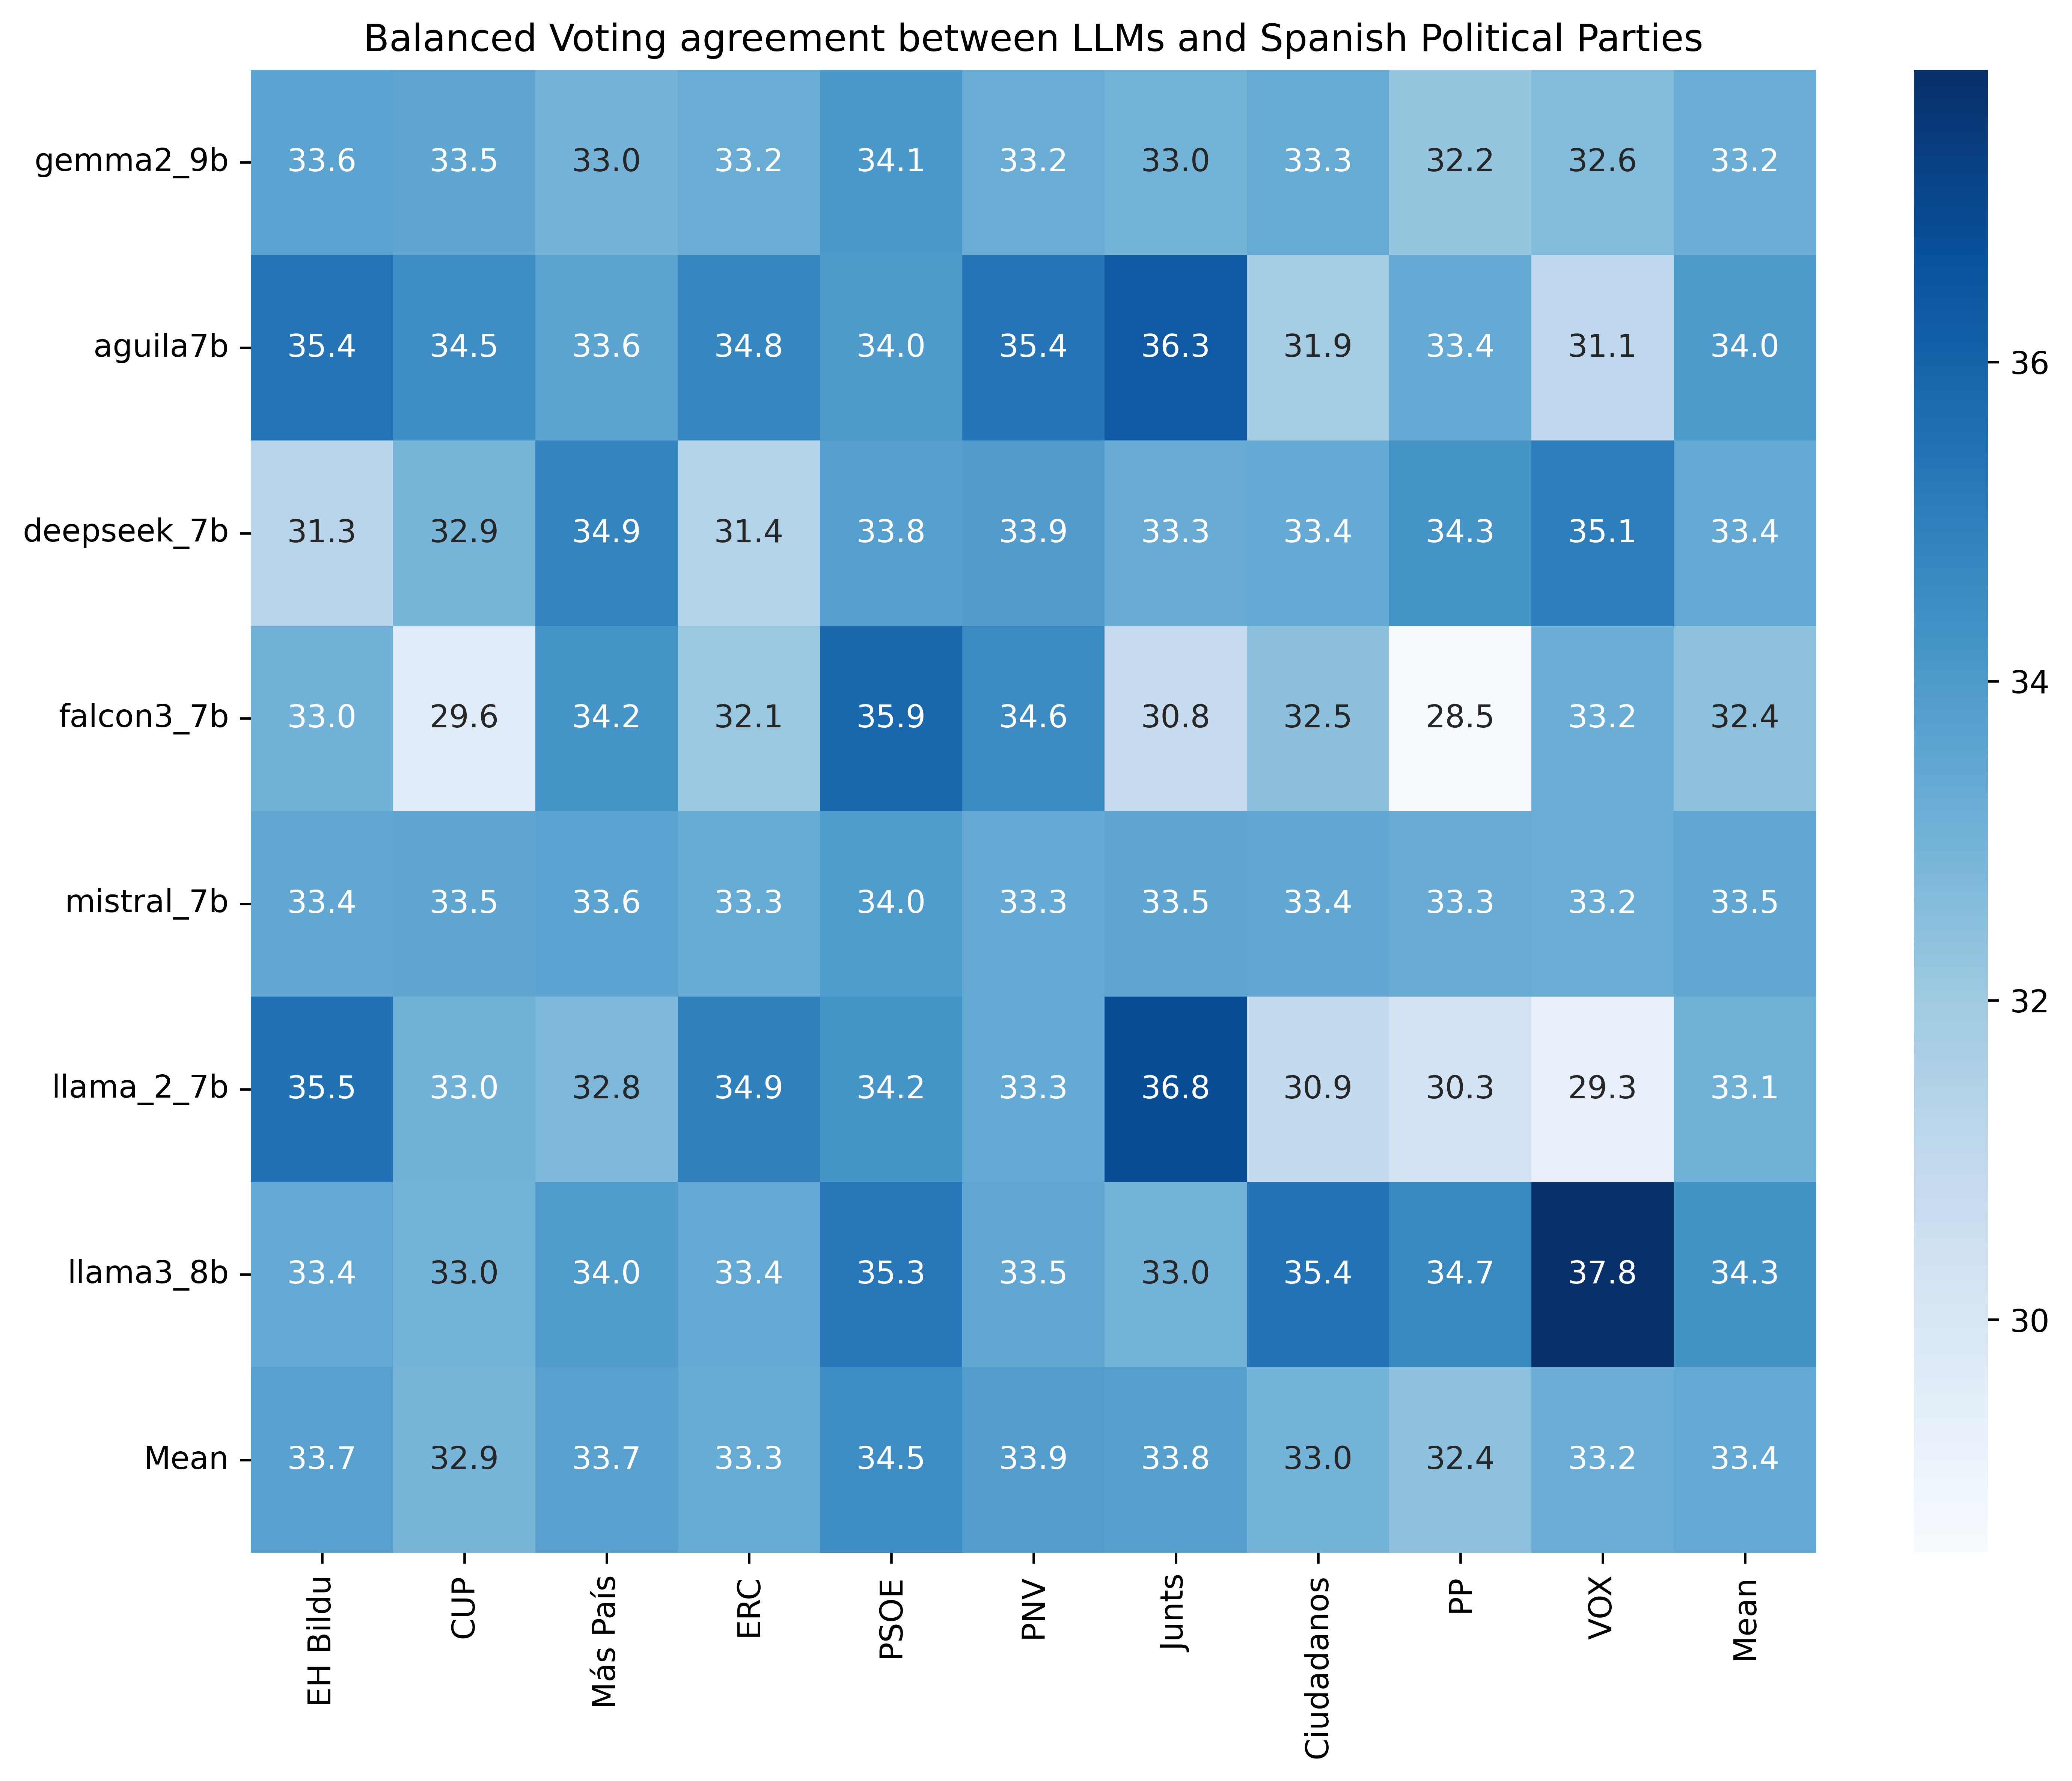 Balanced Voting agreement between LLMs and Spanish Political Parties
gemma2_9b 33.6 33.5 33.0 33.2 34.1 33.2 33.0 33.3 32.2 32.6 33.2
aguila7b 35.4 34.5 33.6 34.8 34.0 35.4 36.3 31.9 33.4 31.1 34.0
deepseek_7b 31.3 32.9 34.9 31.4 33.8 33.9 33.3 33.4 34.3 35.1 33.4
falcon3_7b 33.0 29.6 34.2 32.1 35.9 34.6 30.8 32.5 28.5 33.2 32.4
mistral_7b 33.4 33.5 33.6 33.3 34.0 33.3 33.5 33.4 33.3 33.2 33.5
llama_2_7b 35.5 33.0 32.8 34.9 34.2 33.3 36.8 30.9 30.3 29.3 33.1
llama3_8b 33.4 33.0 34.0 33.4 35.3 33.5 33.0 35.4 34.7 37.8 34.3
Mean 33.7 32.9 33.7 33.3 34.5 33.9 33.8 33.0 32.4 33.2 33.4
EH Bildu CUP Más País ERC PSOE PNV Junts Ciudadanos PP VOX Mean
36
34
32
30